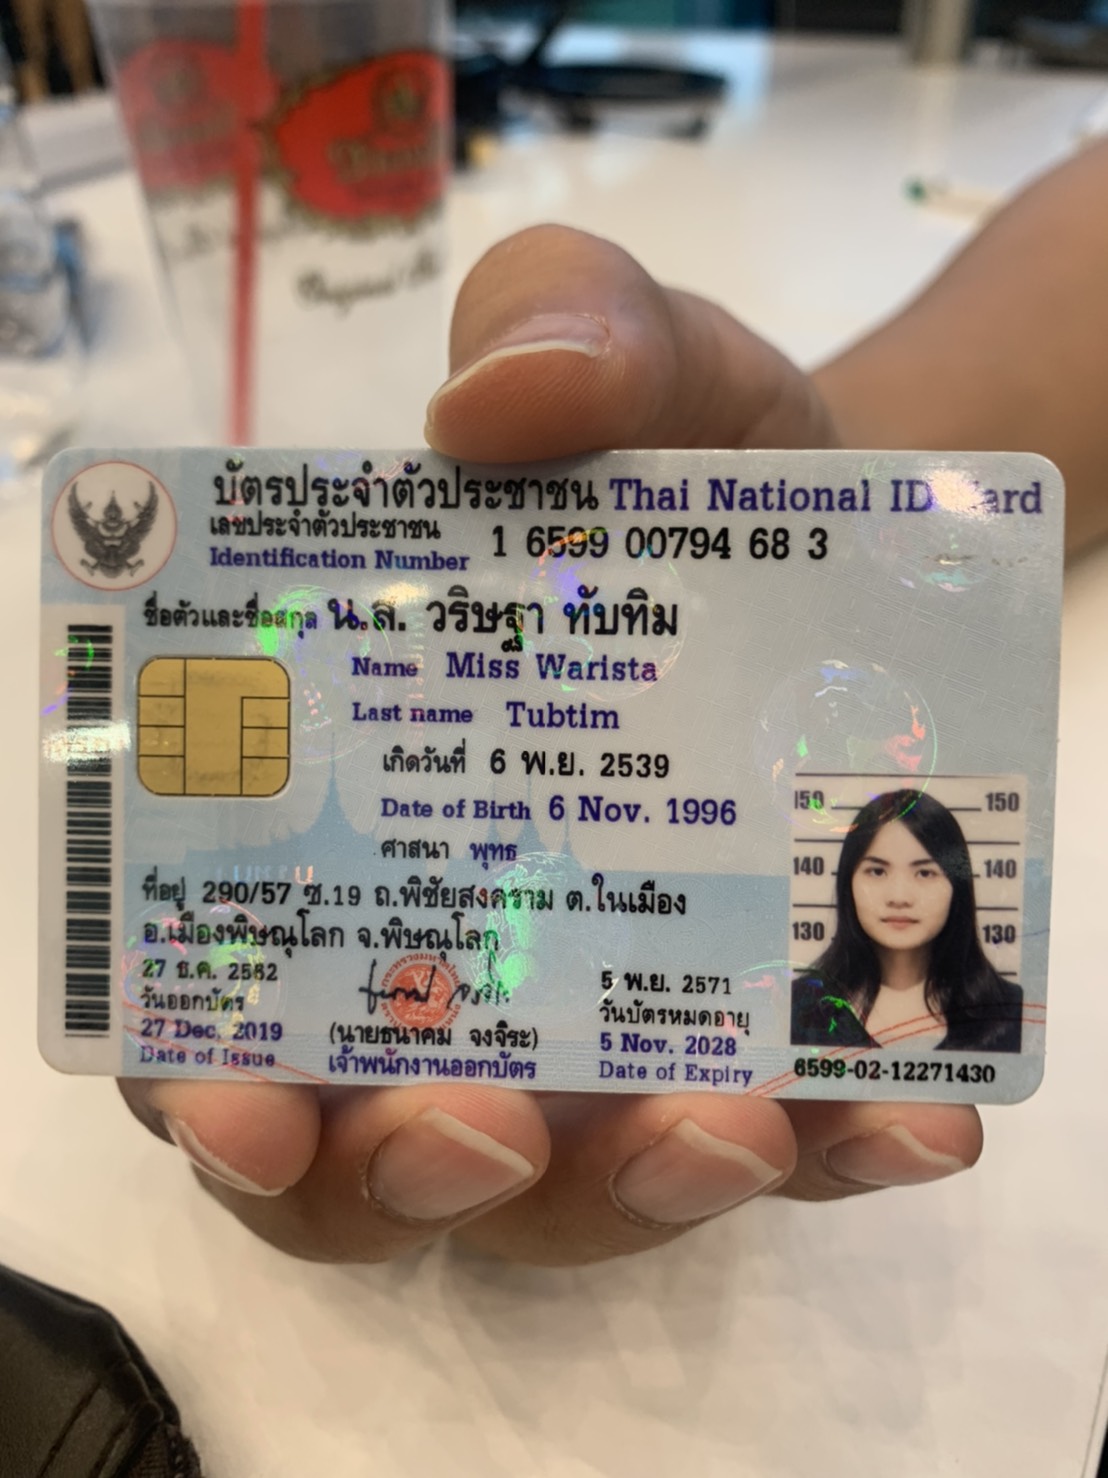 บัตรประจำตัวประชาชน Thai National ID Card
เลขประจำตัวประชาชน
Identification Number 1 6599 00794 68 3
ชื่อตัวและชื่อสกุล น.ส. วริษฐา ทับทิม
Name Miss Warista
Last name Tubtim
เกิดวันที่ 6 พ.ย. 2539
Date of Birth 6 Nov. 1996
ศาสนา พุทธ
ที่อยู่ 290/57 ซ.19 ถ.พิชัยสงคราม ต.ในเมือง
อ.เมืองพิษณุโลก จ.พิษณุโลก
27 ธ.ค. 2562
วันออกบัตร
27 Dec. 2019
Date of Issue
(นายธนาคม จงจิระ)
เจ้าพนักงานออกบัตร
5 พ.ย. 2571
วันบัตรหมดอายุ
5 Nov. 2028
Date of Expiry
150 150
140 140
130 130
6599-02-12271430